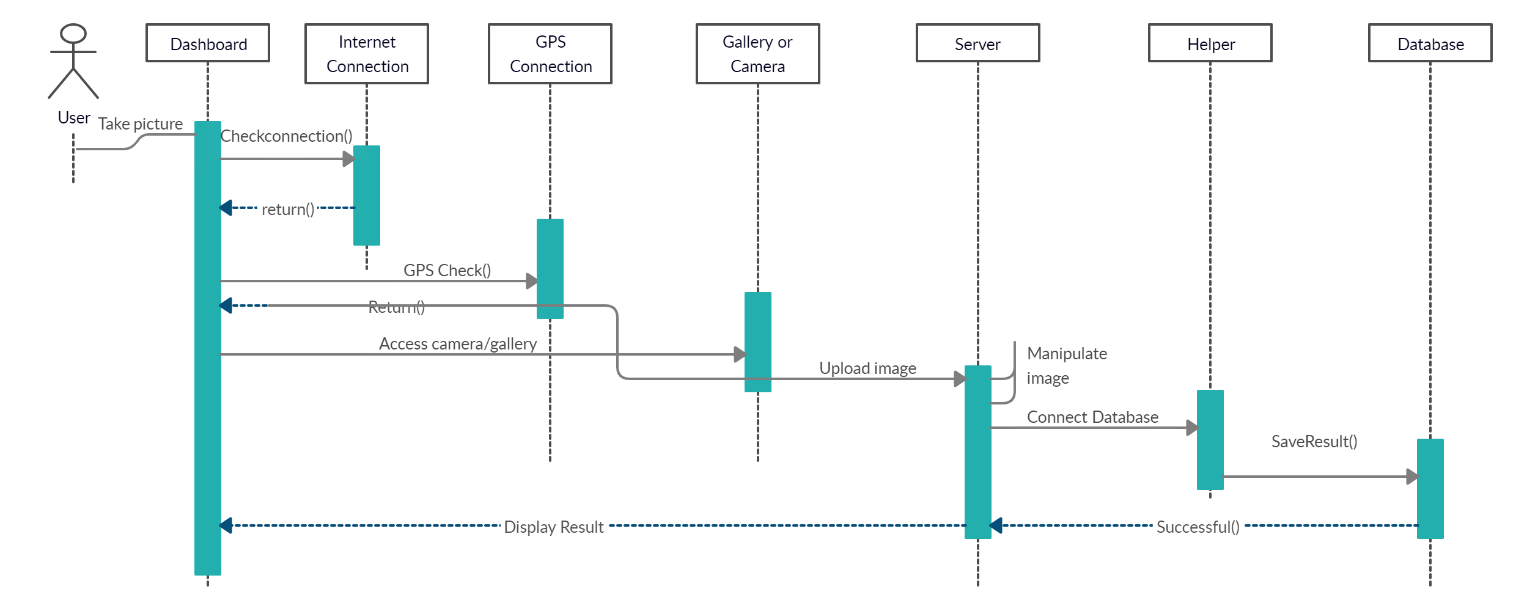 Dashboard
Internet
Connection
GPS
Connection
Gallery or
Camera
Server
Helper
Database
User
Take picture
Checkconnection()
return()
GPS Check()
Return()
Access camera/gallery
Upload image
Manipulate
image
Connect Database
SaveResult()
Display Result
Successful()